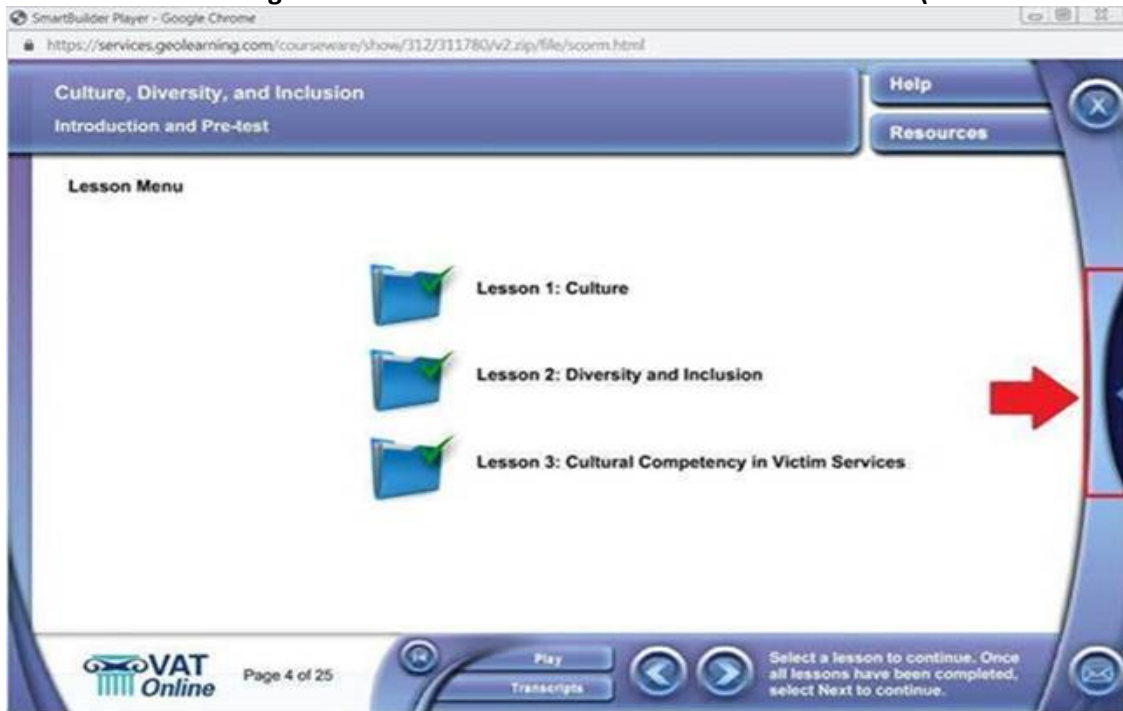 SmartBuilder Player - Google Chrome
https://services.geolearning.com/courseware/show/312/311780/v2.zip/file/scorm.html
Culture, Diversity, and Inclusion
Introduction and Pre-test
Help
Resources
Lesson Menu
Lesson 1: Culture
Lesson 2: Diversity and Inclusion
Lesson 3: Cultural Competency in Victim Services
VAT
Online
Page 4 of 25
Play
Transcripts
Select a lesson to continue. Once
all lessons have been completed,
select Next to continue.